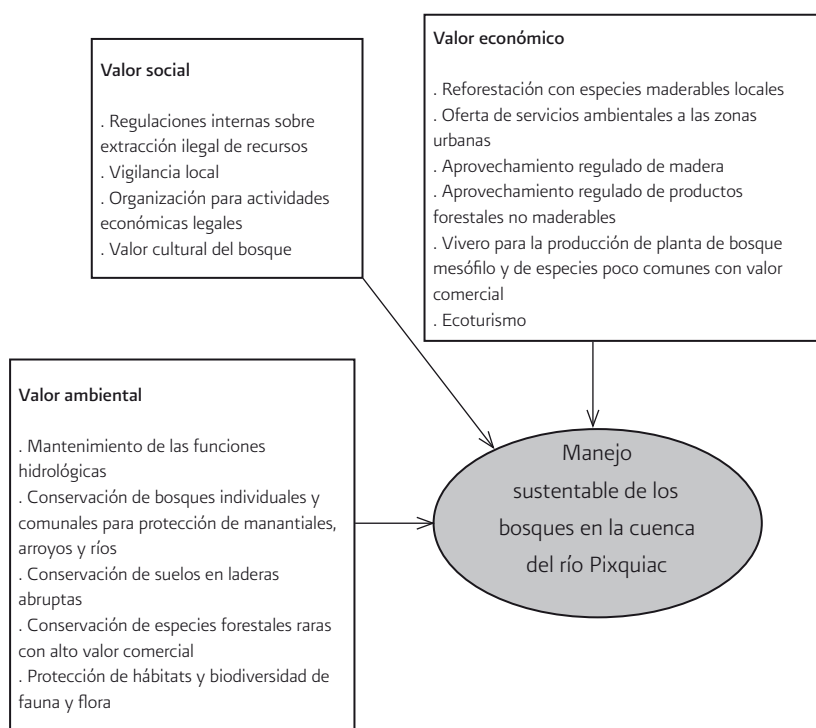 Valor social
. Regulaciones internas sobre
extracción ilegal de recursos
. Vigilancia local
. Organización para actividades
económicas legales
. Valor cultural del bosque
Valor económico
. Reforestación con especies maderables locales
. Oferta de servicios ambientales a las zonas
urbanas
. Aprovechamiento regulado de madera
. Aprovechamiento regulado de productos
forestales no maderables
. Vivero para la producción de planta de bosque
mesófilo y de especies poco comunes con valor
comercial
. Ecoturismo
Valor ambiental
. Mantenimiento de las funciones
hidrológicas
. Conservación de bosques individuales y
comunales para protección de manantiales,
arroyos y ríos
. Conservación de suelos en laderas
abruptas
. Conservación de especies forestales raras
con alto valor comercial
. Protección de hábitats y biodiversidad de
fauna y flora
Manejo
sustentable de los
bosques en la cuenca
del río Pixquiac